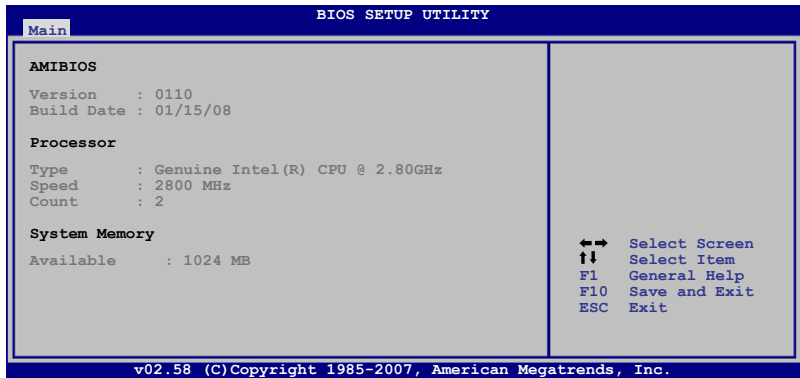 BIOS SETUP UTILITY
Main
AMIBIOS
Version : 0110
Build Date : 01/15/08
Processor
Type : Genuine Intel(R) CPU @ 2.80GHz
Speed : 2800 MHz
Count : 2
System Memory
Available : 1024 MB
←→ Select Screen
↑↓ Select Item
F1 General Help
F10 Save and Exit
ESC Exit
v02.58 (C)Copyright 1985-2007, American Megatrends, Inc.